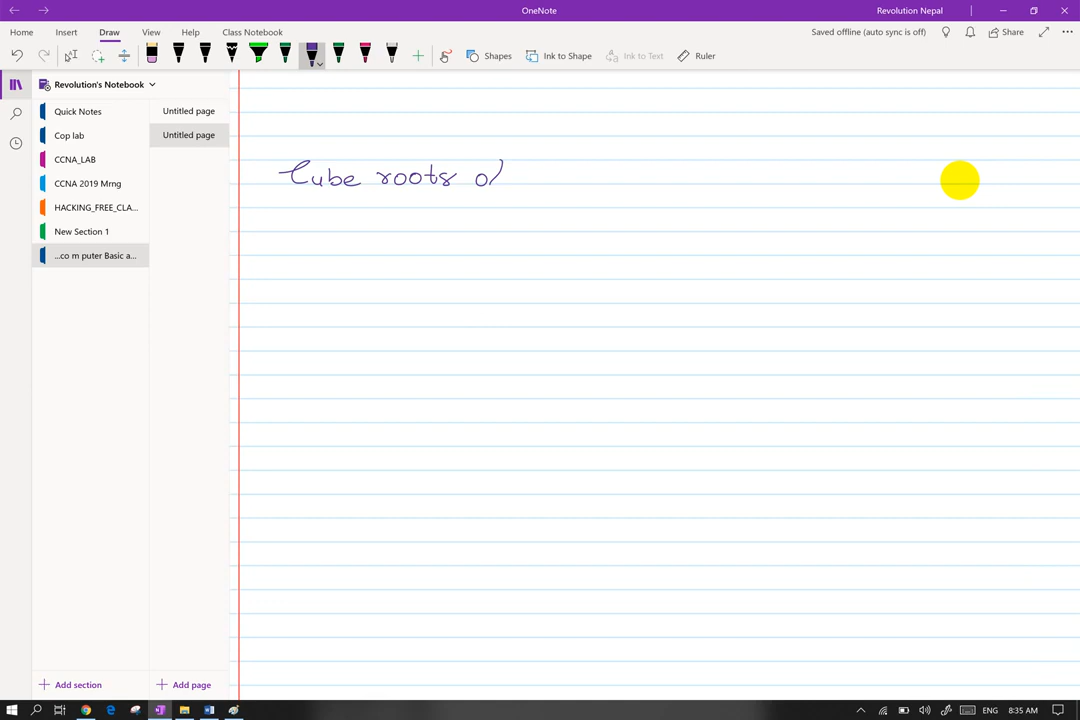 OneNote
Revolution Nepal
Home Insert Draw View Help Class Notebook
Saved offline (auto sync is off)
Share
Shapes Ink to Shape Ink to Text Ruler
Revolution's Notebook
Quick Notes
Cop lab
CCNA_LAB
CCNA 2019 Mrng
HACKING_FREE_CLA...
New Section 1
...co m puter Basic a...
Untitled page
Untitled page
Cube roots
Add section
Add page
ENG
8:35 AM